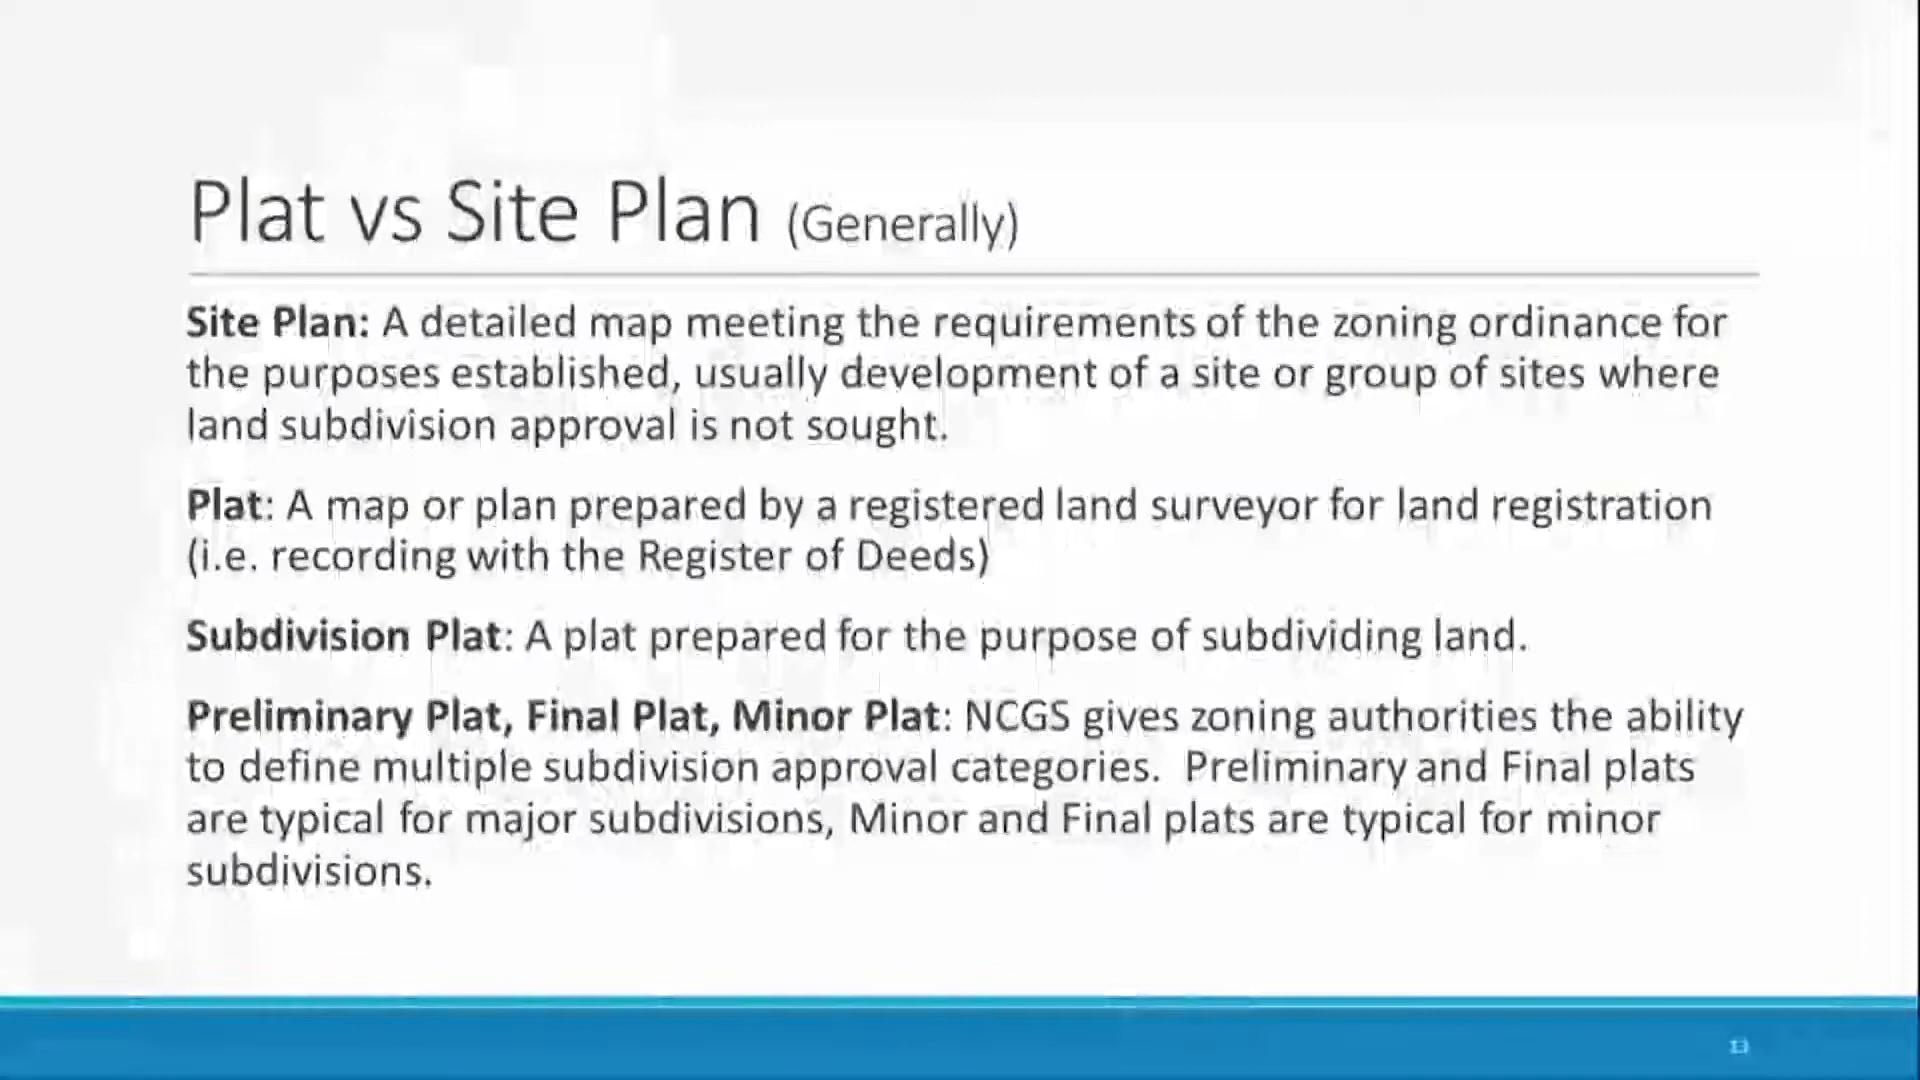 Plat vs Site Plan (Generally)
Site Plan: A detailed map meeting the requirements of the zoning ordinance for
the purposes established, usually development of a site or group of sites where
land subdivision approval is not sought.
Plat: A map or plan prepared by a registered land surveyor for land registration
(i.e. recording with the Register of Deeds)
Subdivision Plat: A plat prepared for the purpose of subdividing land.
Preliminary Plat, Final Plat, Minor Plat: NCGS gives zoning authorities the ability
to define multiple subdivision approval categories.  Preliminary and Final plats
are typical for major subdivisions, Minor and Final plats are typical for minor
subdivisions.
13